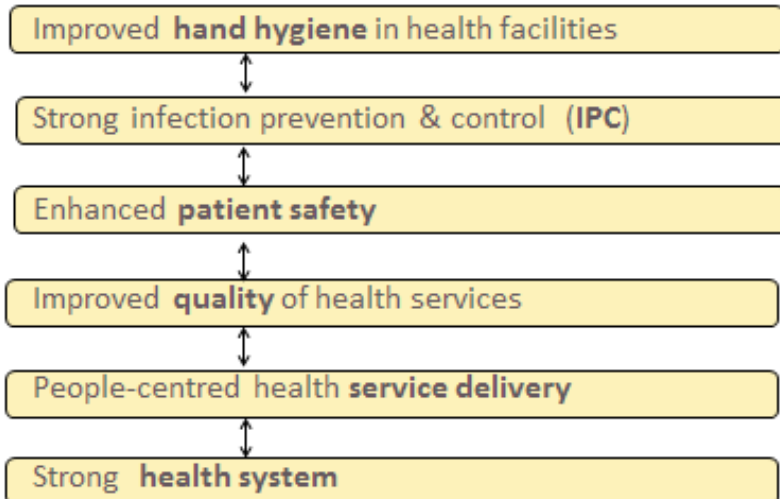 Improved hand hygiene in health facilities
Strong infection prevention & control (IPC)
Enhanced patient safety
Improved quality of health services
People-centred health service delivery
Strong health system